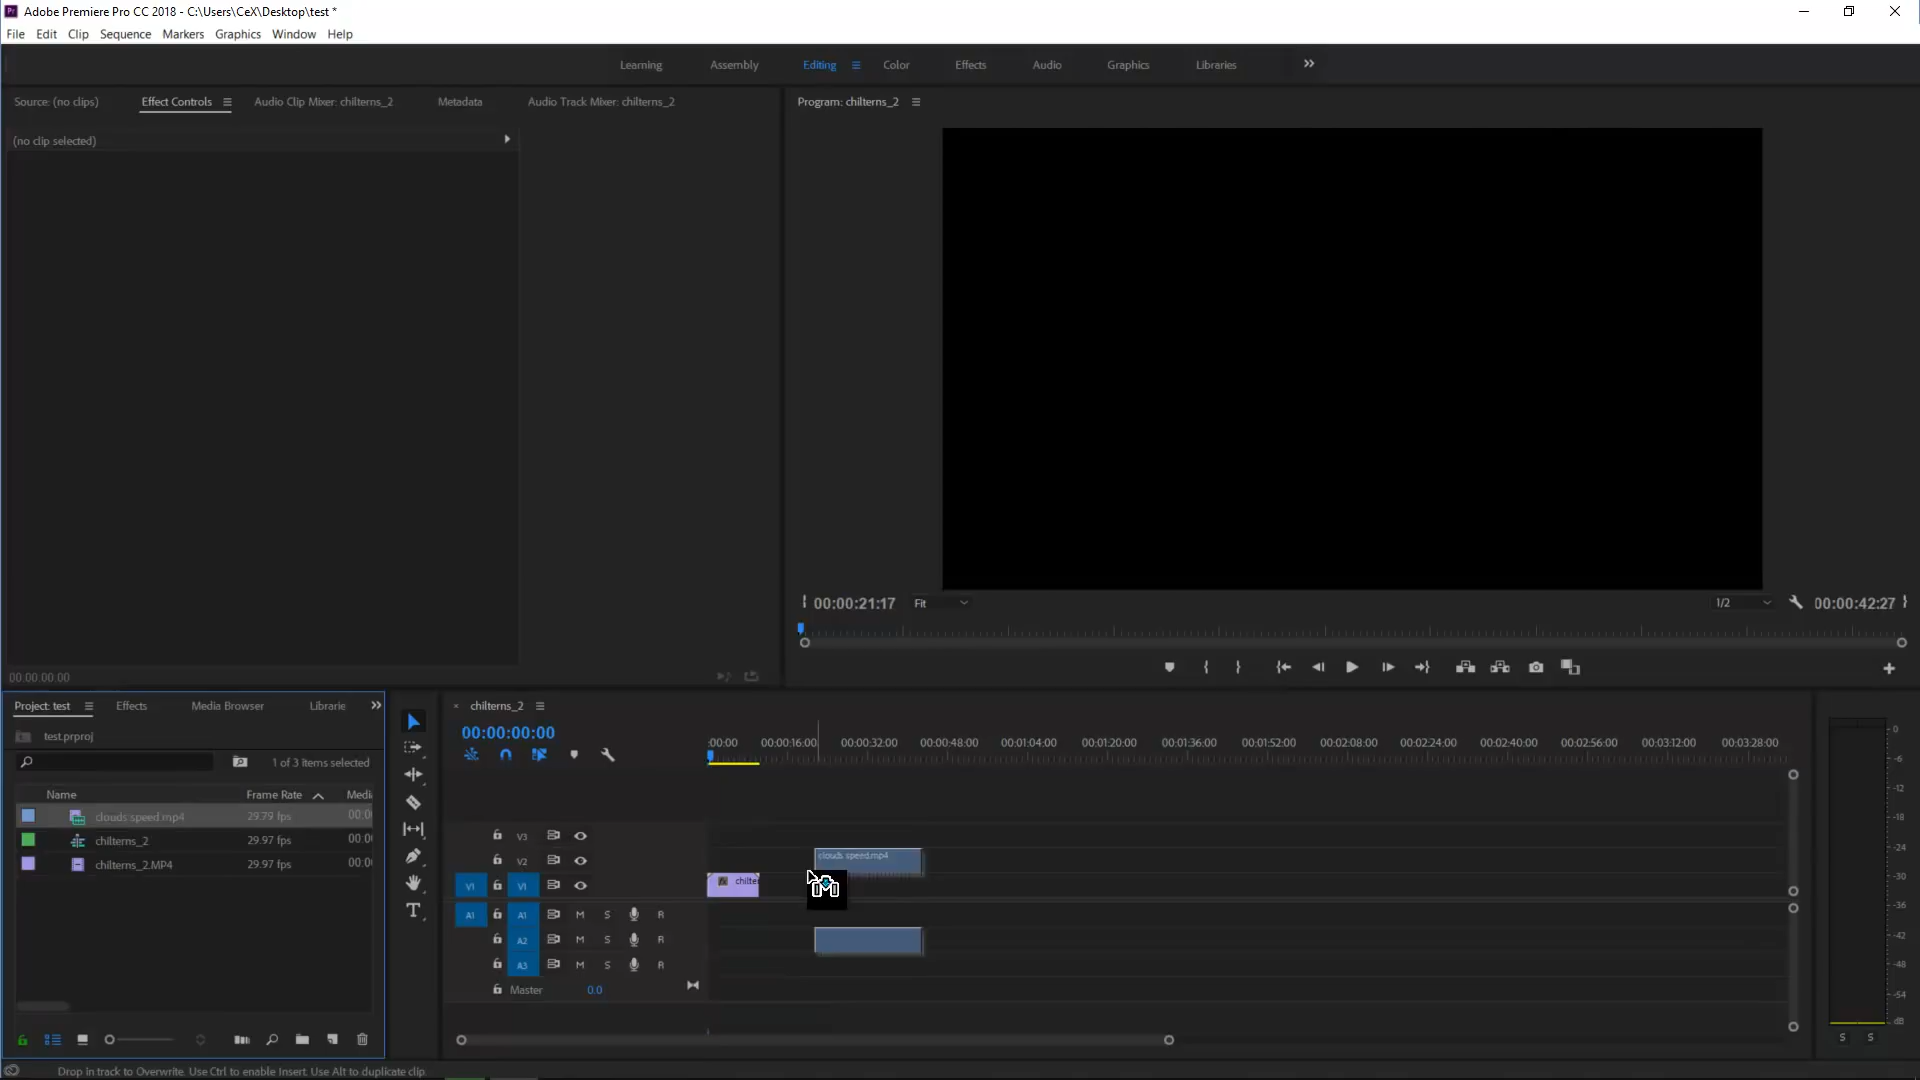 Adobe Premiere Pro CC 2018 - C:\Users\CeX\Desktop\test *
File Edit Clip Sequence Markers Graphics Window Help
Learning Assembly Editing Color Effects Audio Graphics Libraries
Source: (no clips) Effect Controls Audio Clip Mixer: chilterns_2 Metadata Audio Track Mixer: chilterns_2
Program: chilterns_2
(no clip selected)
00:00:21:17 Fit 1/2 00:00:42:27
00:00:00:00
Project: test Effects Media Browser Librarie
test.prproj
1 of 3 items selected
Name Frame Rate Media
clouds speed.mp4 29.79 fps 00:0
chilterns_2 29.97 fps 00:0
chilterns_2.MP4 29.97 fps 00:0
chilterns_2
00:00:00:00
:00:00 00:00:16:00 00:00:32:00 00:00:48:00 00:01:04:00 00:01:20:00 00:01:36:00 00:01:52:00 00:02:08:00 00:02:24:00 00:02:40:00 00:02:56:00 00:03:12:00 00:03:28:00
V3
V2 clouds speed.mp4
V1 V1 fx chilter
A1 A1 M S R
A2 M S R
A3 M S R
Master 0.0
0
-6
-12
-18
-24
-30
-36
-42
-48
-54
dB
S S
Drop in track to Overwrite. Use Ctrl to enable Insert. Use Alt to duplicate clip.